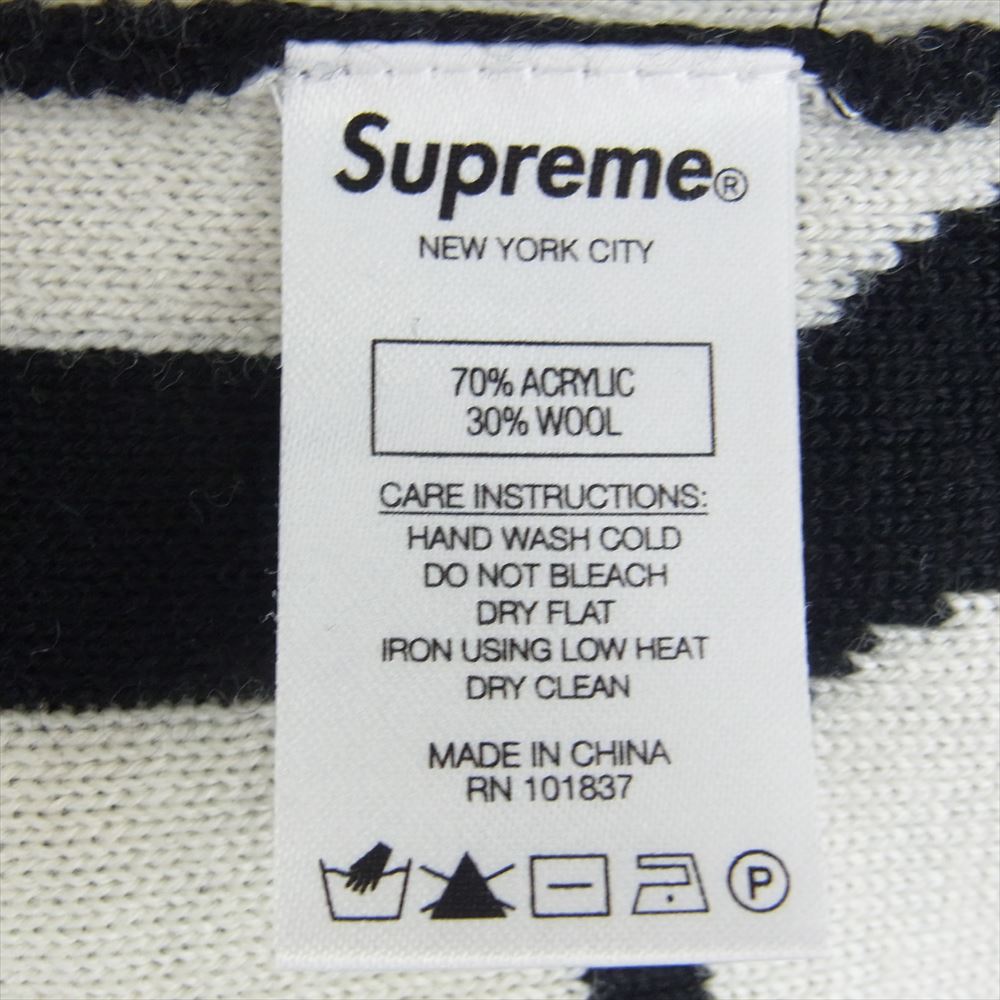 Supreme®
NEW YORK CITY
70% ACRYLIC
30% WOOL
CARE INSTRUCTIONS:
HAND WASH COLD
DO NOT BLEACH
DRY FLAT
IRON USING LOW HEAT
DRY CLEAN
MADE IN CHINA
RN 101837
P